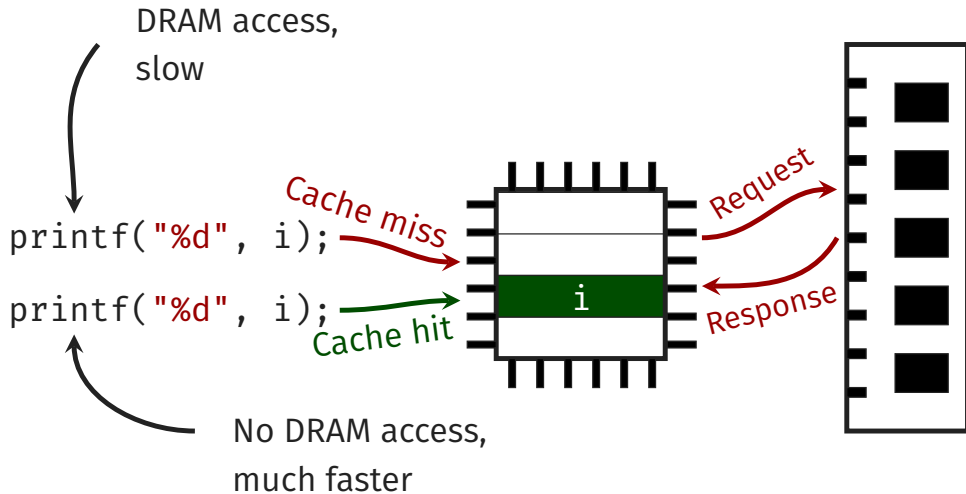 DRAM access,
slow
Cache miss
Request
printf("%d", i);
i
printf("%d", i);
Response
Cache hit
No DRAM access,
much faster